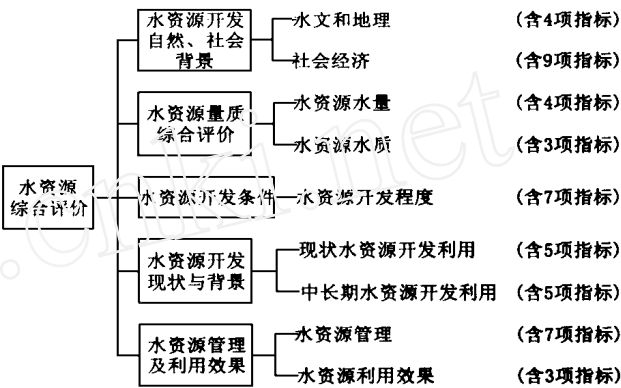 水资源开发
自然、社会
背景
水文和地理 (含4项指标)
社会经济 (含9项指标)
水资源量质
综合评价
水资源水量 (含4项指标)
水资源水质 (含3项指标)
水资源
综合评价
水资源开发条件 水资源开发程度 (含7项指标)
水资源开发
现状与背景
现状水资源开发利用 (含5项指标)
中长期水资源开发利用 (含5项指标)
水资源管理
及利用效果
水资源管理 (含7项指标)
水资源利用效果 (含3项指标)
.cnki.net